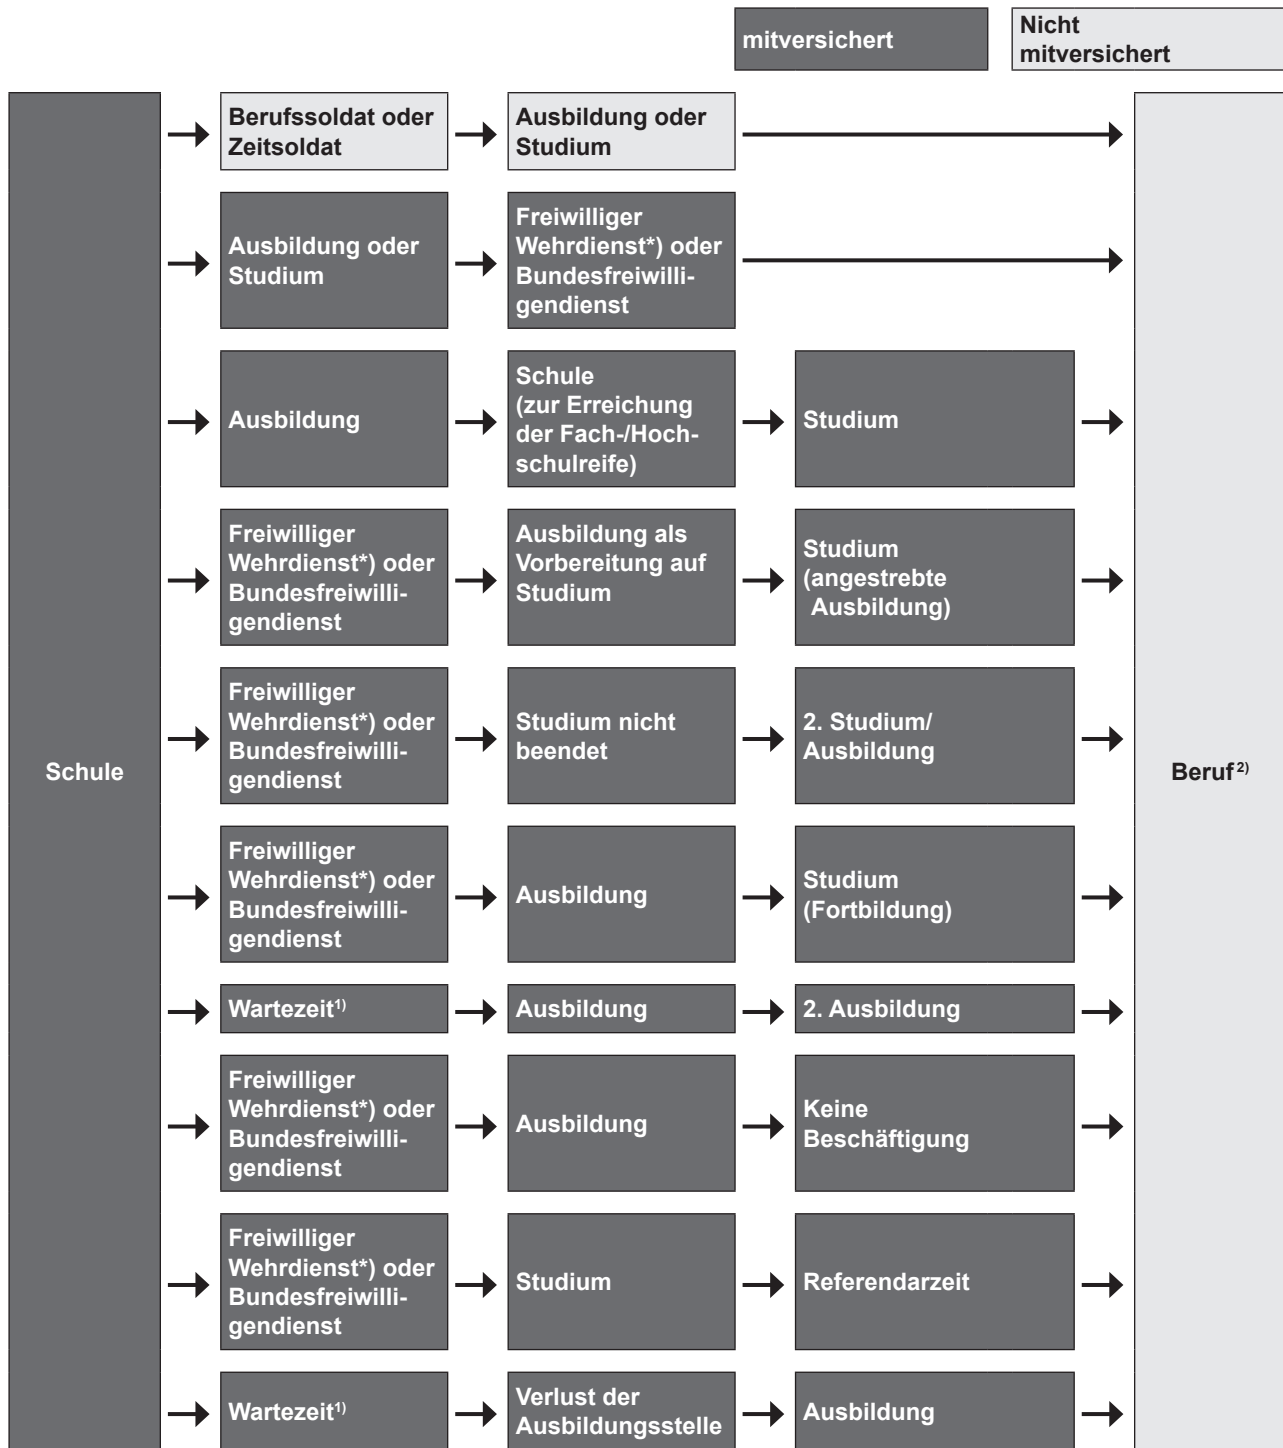 mitversichert
Nicht
mitversichert
Berufssoldat oder
Zeitsoldat
Ausbildung oder
Studium
Ausbildung oder
Studium
Freiwilliger
Wehrdienst*) oder
Bundesfreiwilli-
gendienst
Ausbildung
Schule
(zur Erreichung
der Fach-/Hoch-
schulreife)
Studium
Freiwilliger
Wehrdienst*) oder
Bundesfreiwilli-
gendienst
Ausbildung als
Vorbereitung auf
Studium
Studium
(angestrebte
Ausbildung)
Freiwilliger
Wehrdienst*) oder
Bundesfreiwilli-
gendienst
Studium nicht
beendet
2. Studium/
Ausbildung
Schule
Beruf 2)
Freiwilliger
Wehrdienst*) oder
Bundesfreiwilli-
gendienst
Ausbildung
Studium
(Fortbildung)
Wartezeit1)
Ausbildung
2. Ausbildung
Freiwilliger
Wehrdienst*) oder
Bundesfreiwilli-
gendienst
Ausbildung
Keine
Beschäftigung
Freiwilliger
Wehrdienst*) oder
Bundesfreiwilli-
gendienst
Studium
Referendarzeit
Wartezeit1)
Verlust der
Ausbildungsstelle
Ausbildung